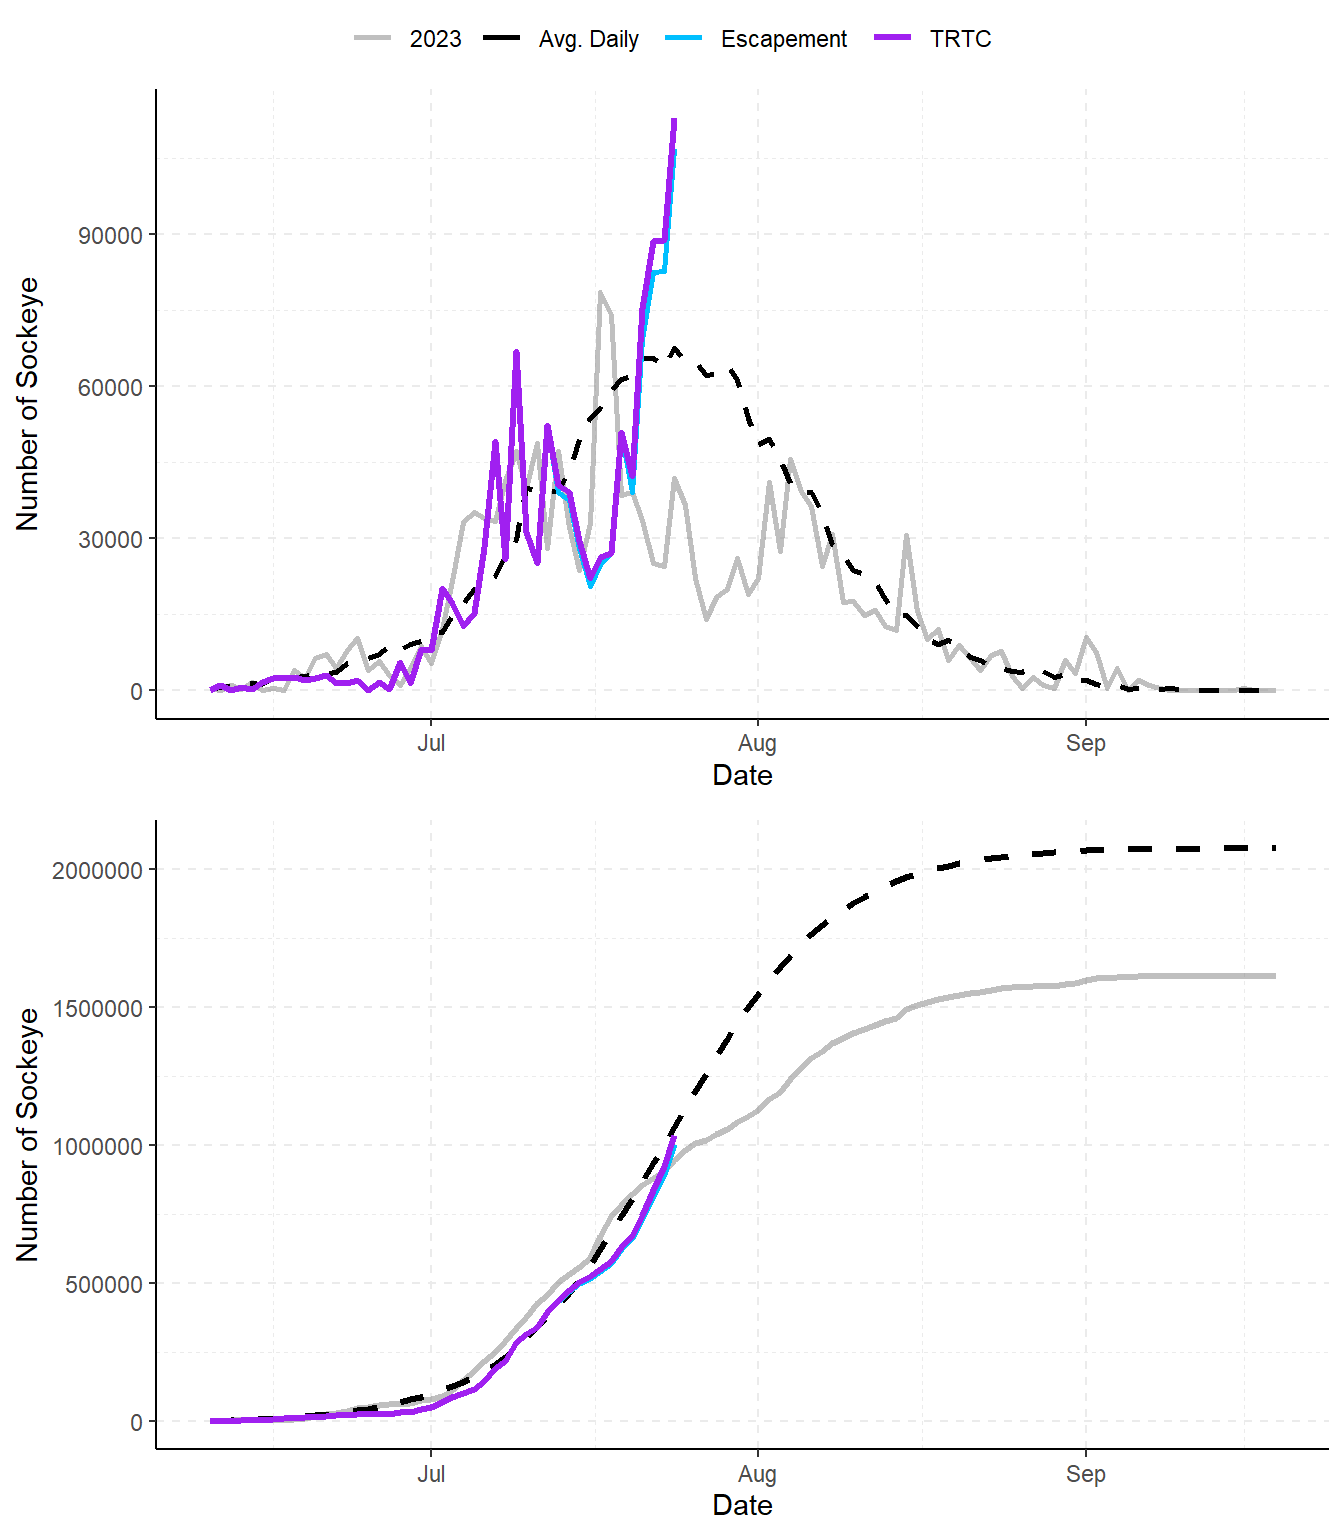 2023 Avg. Daily Escapement TRTC
Number of Sockeye
90000
60000
30000
0
Jul Aug Sep
Date
Number of Sockeye
2000000
1500000
1000000
500000
0
Jul Aug Sep
Date